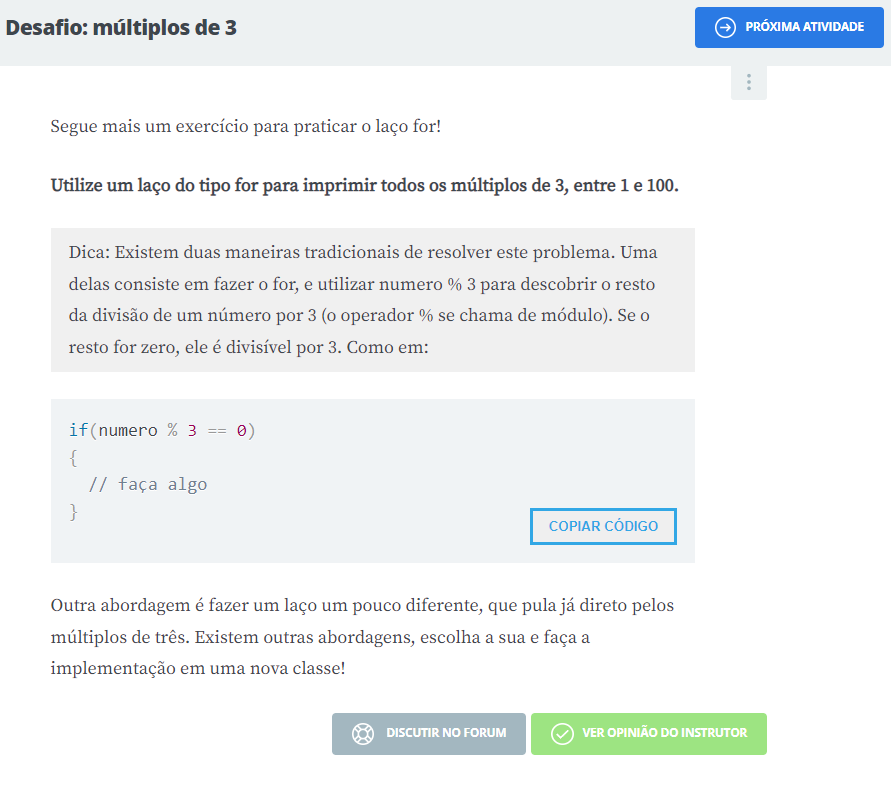 Desafio: múltiplos de 3
PRÓXIMA ATIVIDADE
Segue mais um exercício para praticar o laço for!
Utilize um laço do tipo for para imprimir todos os múltiplos de 3, entre 1 e 100.
Dica: Existem duas maneiras tradicionais de resolver este problema. Uma
delas consiste em fazer o for, e utilizar numero % 3 para descobrir o resto
da divisão de um número por 3 (o operador % se chama de módulo). Se o
resto for zero, ele é divisível por 3. Como em:
if(numero % 3 == 0)
{
  // faça algo
}
COPIAR CÓDIGO
Outra abordagem é fazer um laço um pouco diferente, que pula já direto pelos
múltiplos de três. Existem outras abordagens, escolha a sua e faça a
implementação em uma nova classe!
DISCUTIR NO FORUM
VER OPINIÃO DO INSTRUTOR